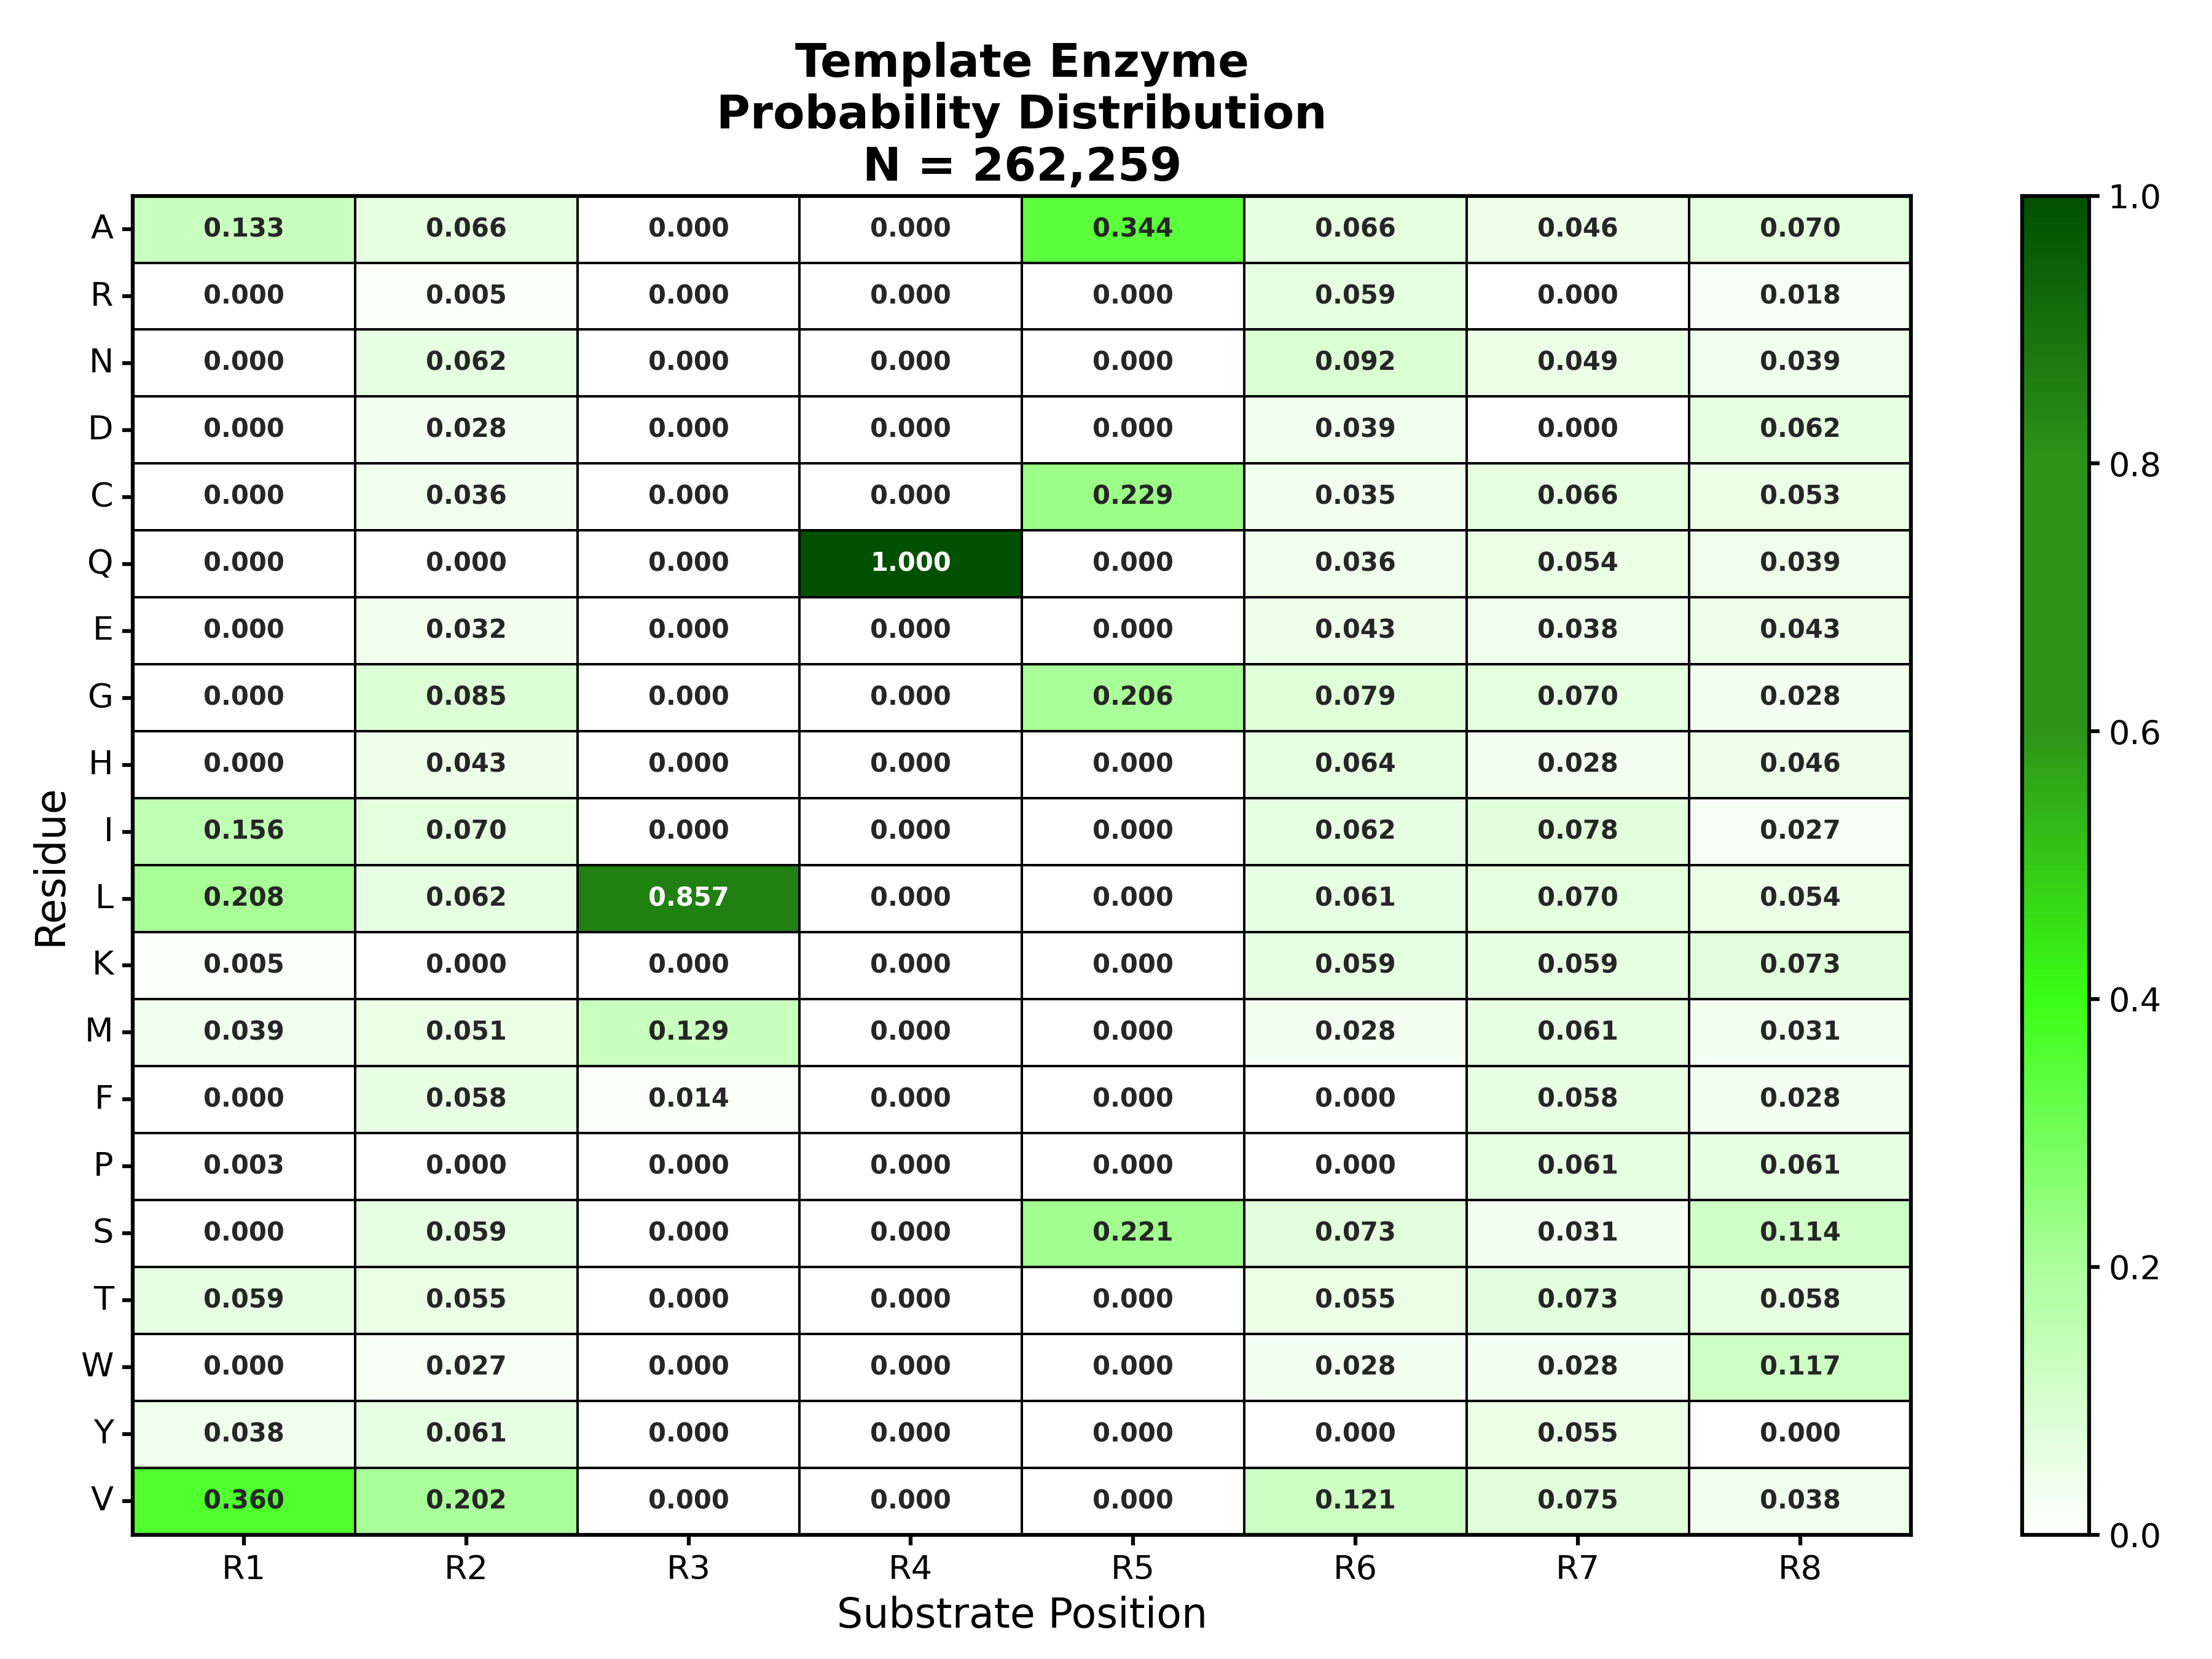 Template Enzyme
Probability Distribution
N = 262,259
A 0.133 0.066 0.000 0.000 0.344 0.066 0.046 0.070
R 0.000 0.005 0.000 0.000 0.000 0.059 0.000 0.018
N 0.000 0.062 0.000 0.000 0.000 0.092 0.049 0.039
D 0.000 0.028 0.000 0.000 0.000 0.039 0.000 0.062
C 0.000 0.036 0.000 0.000 0.229 0.035 0.066 0.053
Q 0.000 0.000 0.000 1.000 0.000 0.036 0.054 0.039
E 0.000 0.032 0.000 0.000 0.000 0.043 0.038 0.043
G 0.000 0.085 0.000 0.000 0.206 0.079 0.070 0.028
H 0.000 0.043 0.000 0.000 0.000 0.064 0.028 0.046
I 0.156 0.070 0.000 0.000 0.000 0.062 0.078 0.027
L 0.208 0.062 0.857 0.000 0.000 0.061 0.070 0.054
K 0.005 0.000 0.000 0.000 0.000 0.059 0.059 0.073
M 0.039 0.051 0.129 0.000 0.000 0.028 0.061 0.031
F 0.000 0.058 0.014 0.000 0.000 0.000 0.058 0.028
P 0.003 0.000 0.000 0.000 0.000 0.000 0.061 0.061
S 0.000 0.059 0.000 0.000 0.221 0.073 0.031 0.114
T 0.059 0.055 0.000 0.000 0.000 0.055 0.073 0.058
W 0.000 0.027 0.000 0.000 0.000 0.028 0.028 0.117
Y 0.038 0.061 0.000 0.000 0.000 0.000 0.055 0.000
V 0.360 0.202 0.000 0.000 0.000 0.121 0.075 0.038
R1 R2 R3 R4 R5 R6 R7 R8
Substrate Position
Residue
1.0
0.8
0.6
0.4
0.2
0.0